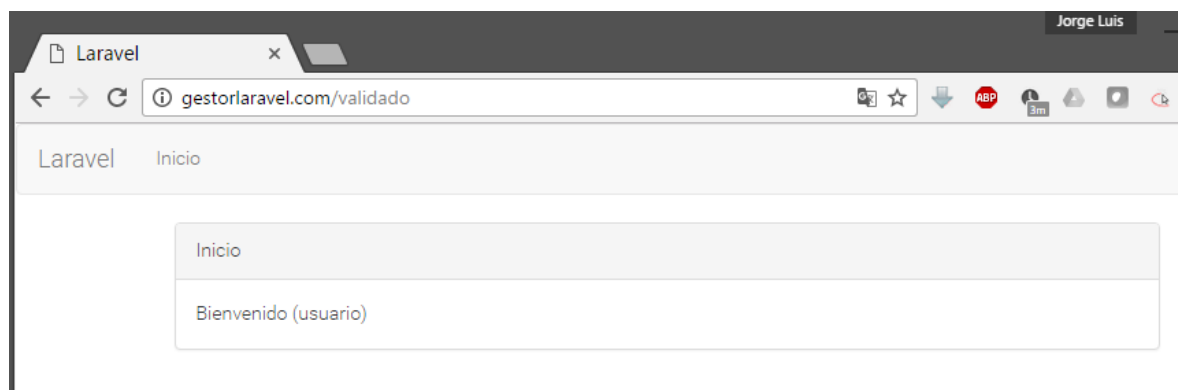 Jorge Luis
Laravel
gestorlaravel.com/validado
ABP
3m
Laravel Inicio
Inicio
Bienvenido (usuario)